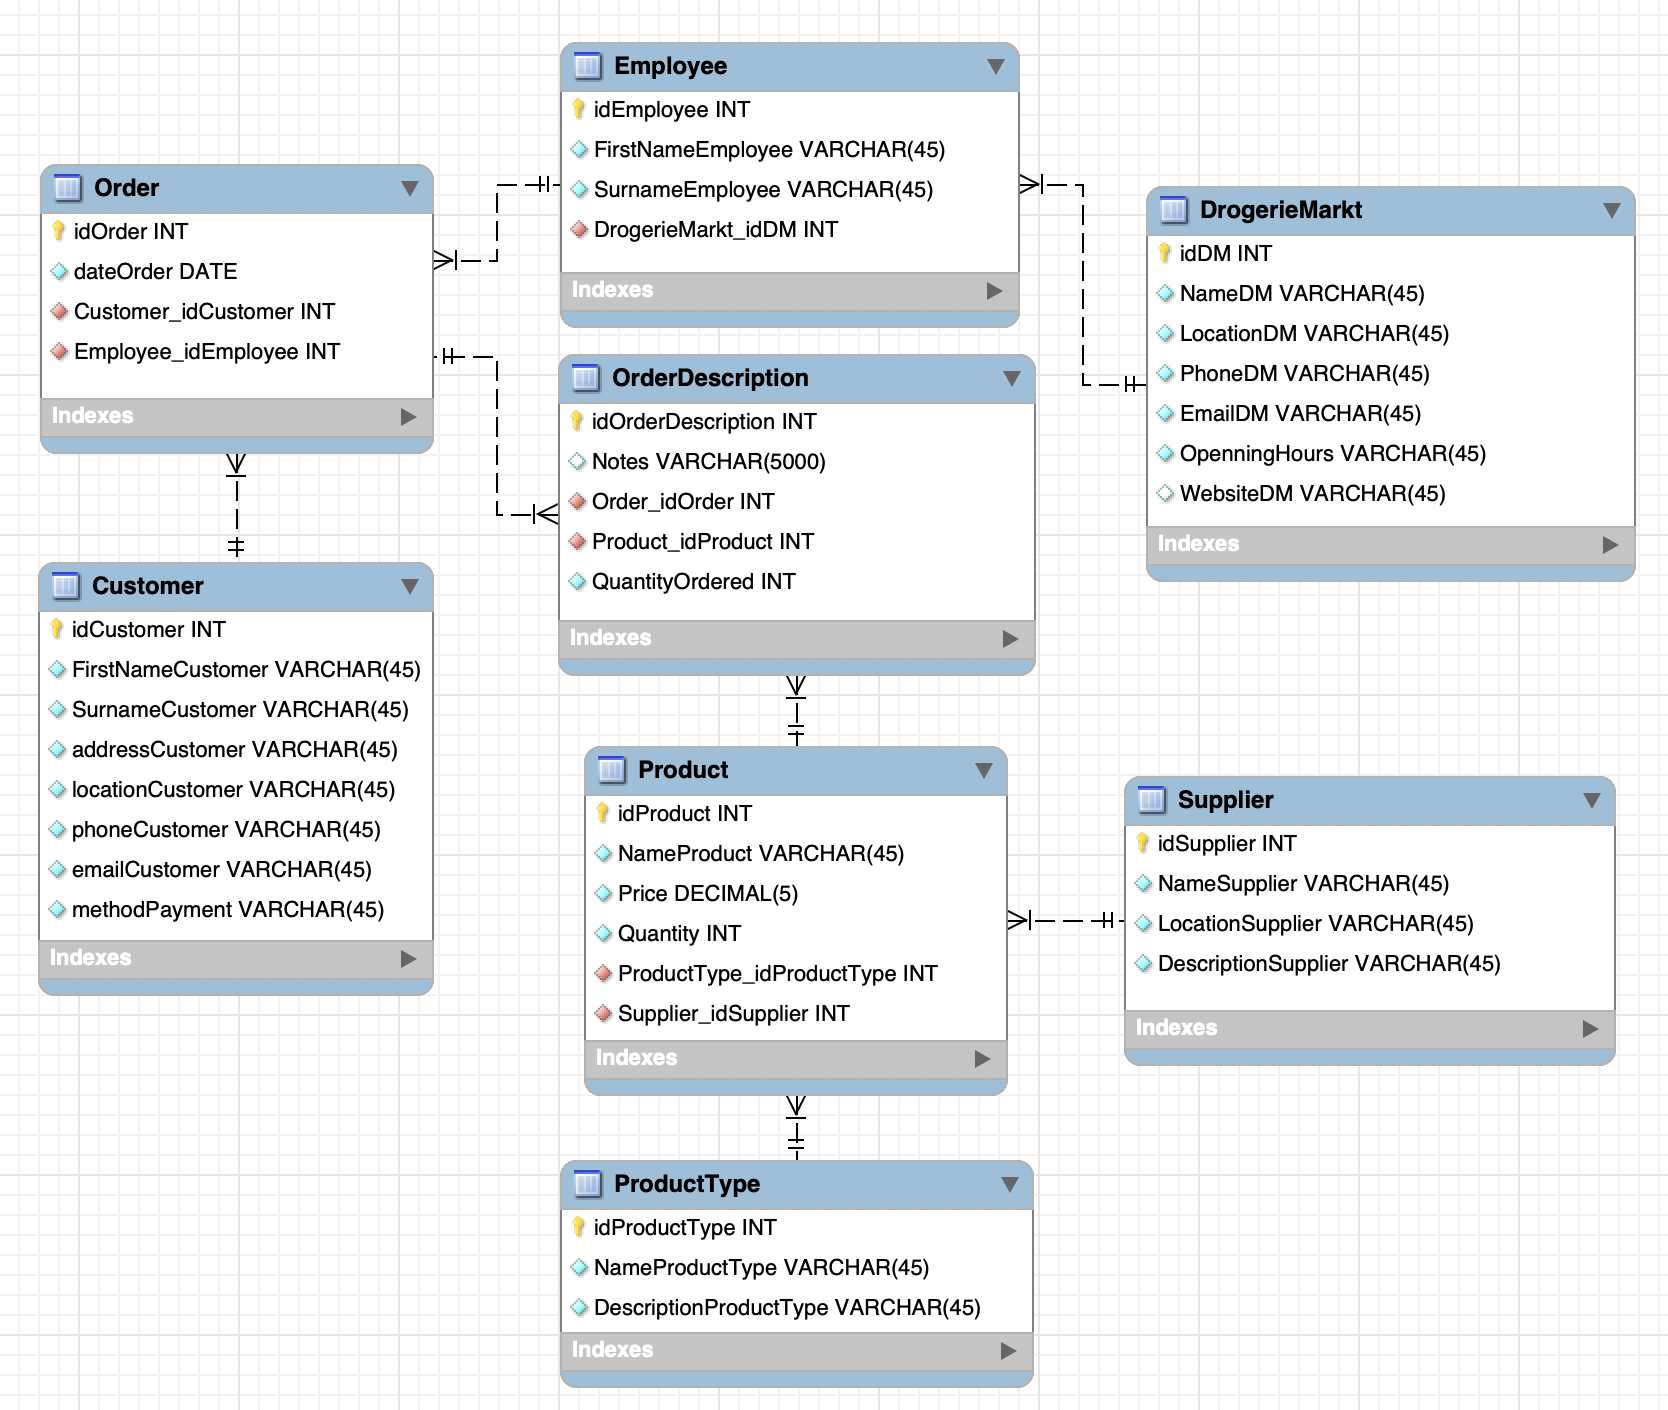 Employee
idEmployee INT
FirstNameEmployee VARCHAR(45)
SurnameEmployee VARCHAR(45)
DrogerieMarkt_idDM INT
Indexes
Order
idOrder INT
dateOrder DATE
Customer_idCustomer INT
Employee_idEmployee INT
Indexes
DrogerieMarkt
idDM INT
NameDM VARCHAR(45)
LocationDM VARCHAR(45)
PhoneDM VARCHAR(45)
EmailDM VARCHAR(45)
OpenningHours VARCHAR(45)
WebsiteDM VARCHAR(45)
Indexes
OrderDescription
idOrderDescription INT
Notes VARCHAR(5000)
Order_idOrder INT
Product_idProduct INT
QuantityOrdered INT
Indexes
Customer
idCustomer INT
FirstNameCustomer VARCHAR(45)
SurnameCustomer VARCHAR(45)
addressCustomer VARCHAR(45)
locationCustomer VARCHAR(45)
phoneCustomer VARCHAR(45)
emailCustomer VARCHAR(45)
methodPayment VARCHAR(45)
Indexes
Product
idProduct INT
NameProduct VARCHAR(45)
Price DECIMAL(5)
Quantity INT
ProductType_idProductType INT
Supplier_idSupplier INT
Indexes
Supplier
idSupplier INT
NameSupplier VARCHAR(45)
LocationSupplier VARCHAR(45)
DescriptionSupplier VARCHAR(45)
Indexes
ProductType
idProductType INT
NameProductType VARCHAR(45)
DescriptionProductType VARCHAR(45)
Indexes